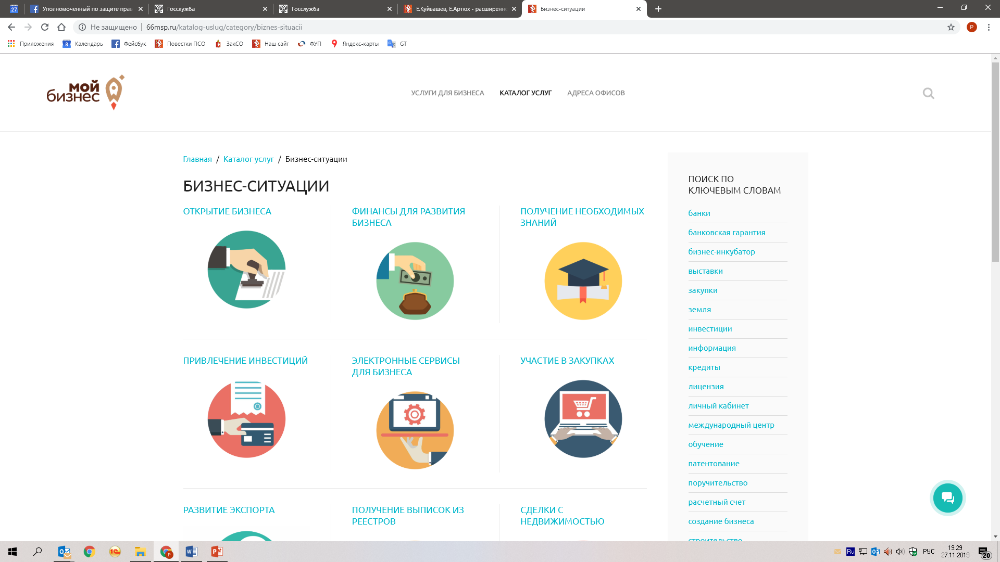 27
Уполномоченный по защите прав
Госслужба
Госслужба
Е.Куйвашев, Е.Артюх - расширенн
Бизнес-ситуации
Не защищено
66msp.ru/katalog-uslug/category/biznes-situacii
P
Приложения
8
Календарь
Фейсбук
Повестки ПСО
ЗакСО
Наш сайт
ФУП
Яндекс-карты
GT
мой
бизнес
УСЛУГИ ДЛЯ БИЗНЕСА
КАТАЛОГ УСЛУГ
АДРЕСА ОФИСОВ
Главная / Каталог услуг / Бизнес-ситуации
БИЗНЕС-СИТУАЦИИ
ОТКРЫТИЕ БИЗНЕСА
ФИНАНСЫ ДЛЯ РАЗВИТИЯ
БИЗНЕСА
ПОЛУЧЕНИЕ НЕОБХОДИМЫХ
ЗНАНИЙ
ПРИВЛЕЧЕНИЕ ИНВЕСТИЦИЙ
ЭЛЕКТРОННЫЕ СЕРВИСЫ
ДЛЯ БИЗНЕСА
УЧАСТИЕ В ЗАКУПКАХ
РАЗВИТИЕ ЭКСПОРТА
ПОЛУЧЕНИЕ ВЫПИСОК ИЗ
РЕЕСТРОВ
СДЕЛКИ С
НЕДВИЖИМОСТЬЮ
ПОИСК ПО
КЛЮЧЕВЫМ СЛОВАМ
банки
банковская гарантия
бизнес-инкубатор
выставки
закупки
земля
инвестиции
информация
кредиты
лицензия
личный кабинет
международный центр
обучение
патентование
поручительство
расчетный счет
создание бизнеса
строительство
Ru
РУС
19:29
27.11.2019
20